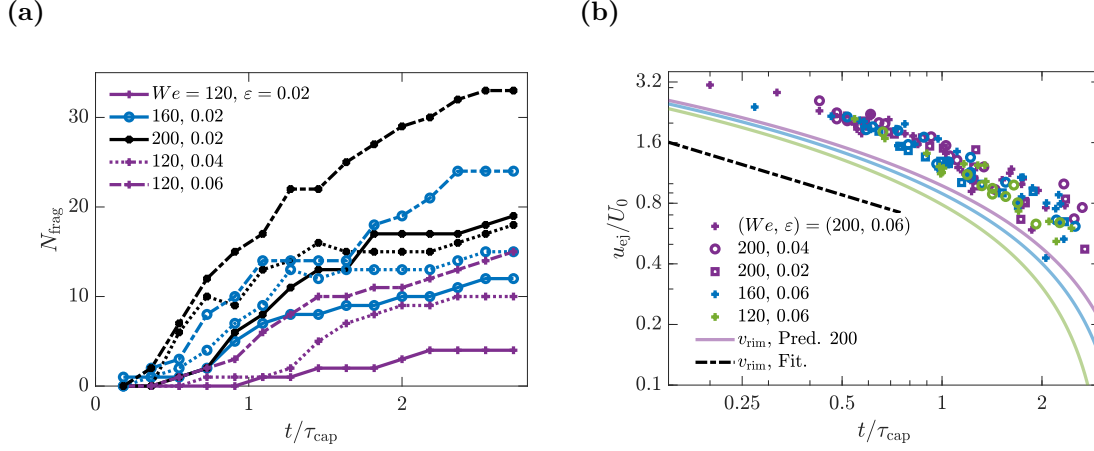 (a)
N_frag
30
20
10
0
0
1
2
t/τ_cap
We = 120, ε = 0.02
160, 0.02
200, 0.02
120, 0.04
120, 0.06
(b)
u_ej/U_0
3.2
1.6
0.8
0.4
0.2
0.1
0.25
0.5
1
2
t/τ_cap
(We, ε) = (200, 0.06)
200, 0.04
200, 0.02
160, 0.06
120, 0.06
v_rim, Pred. 200
v_rim, Fit.